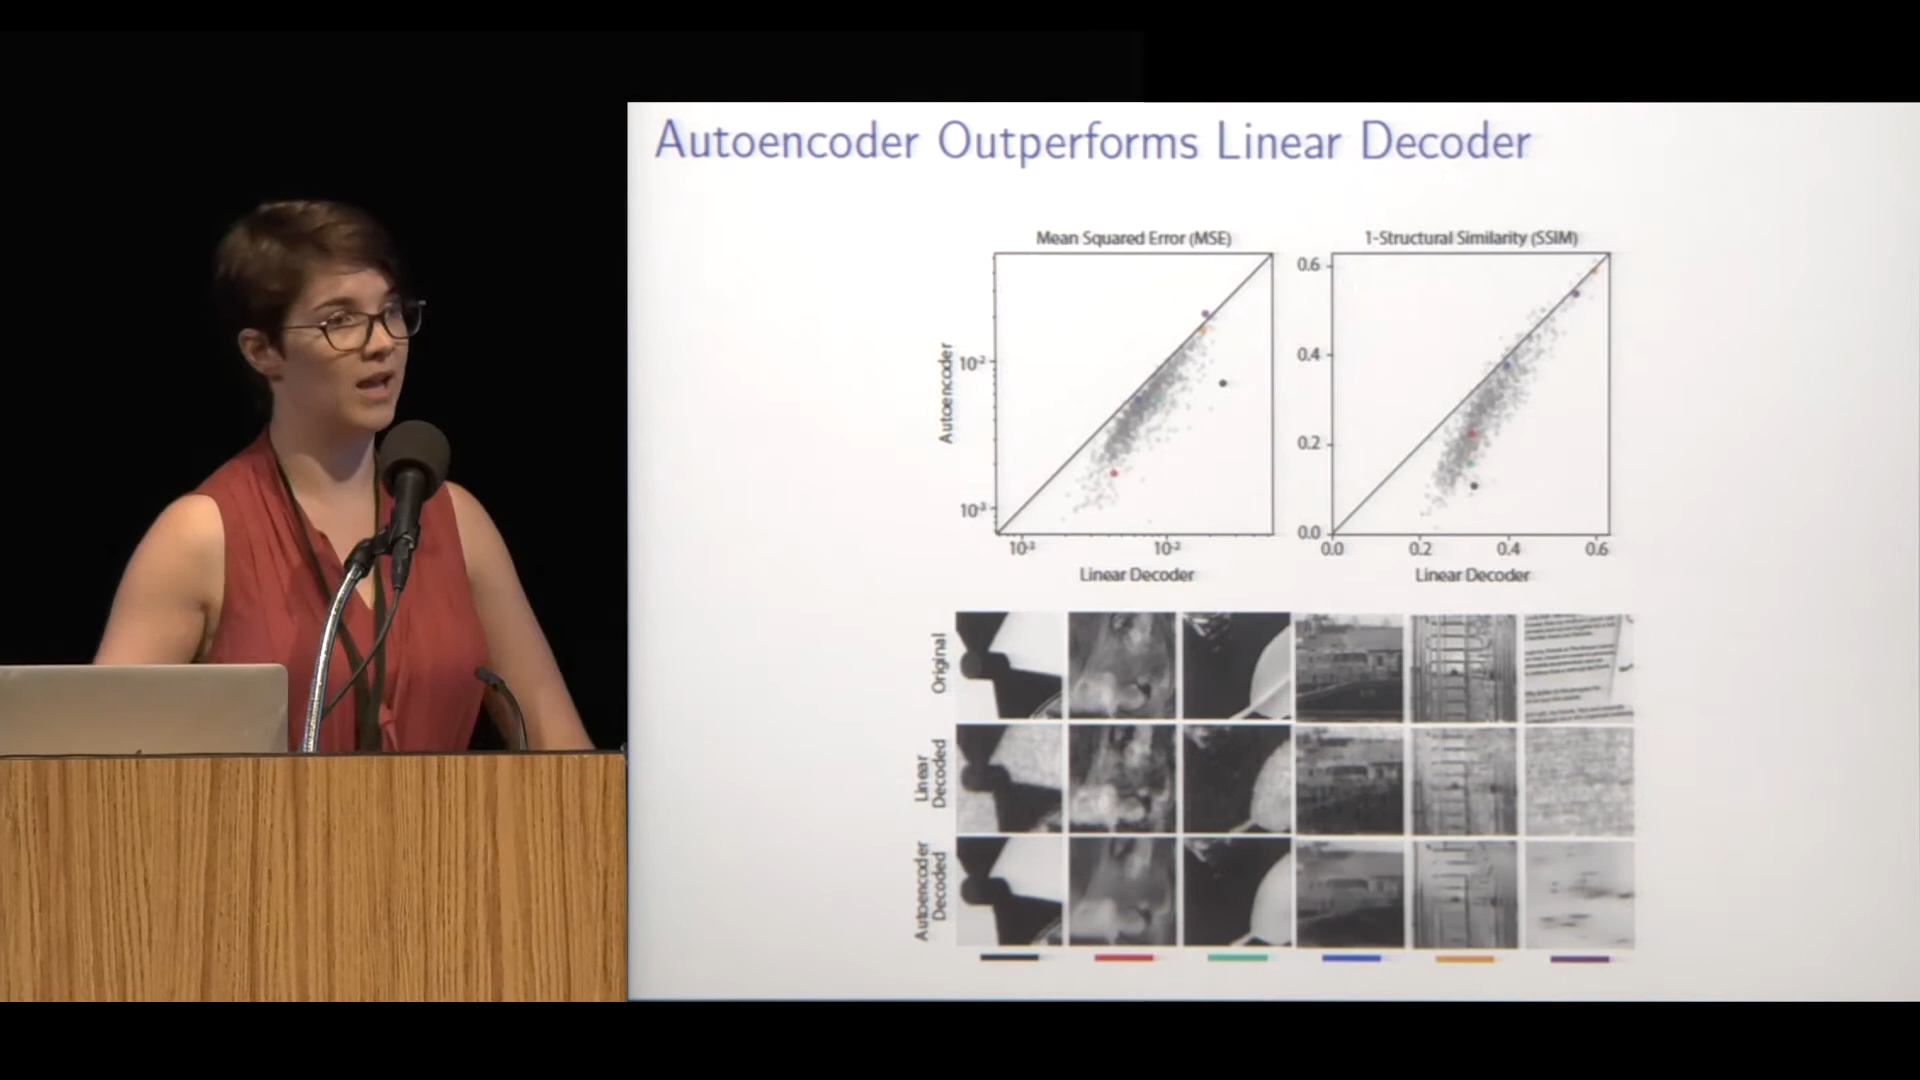 Autoencoder Outperforms Linear Decoder
Mean Squared Error (MSE)
1-Structural Similarity (SSIM)
Autoencoder
10-2
10-3
10-3
10-2
Linear Decoder
0.6
0.4
0.2
0.0
0.0
0.2
0.4
0.6
Linear Decoder
Original
Linear
Decoded
Autoencoder
Decoded